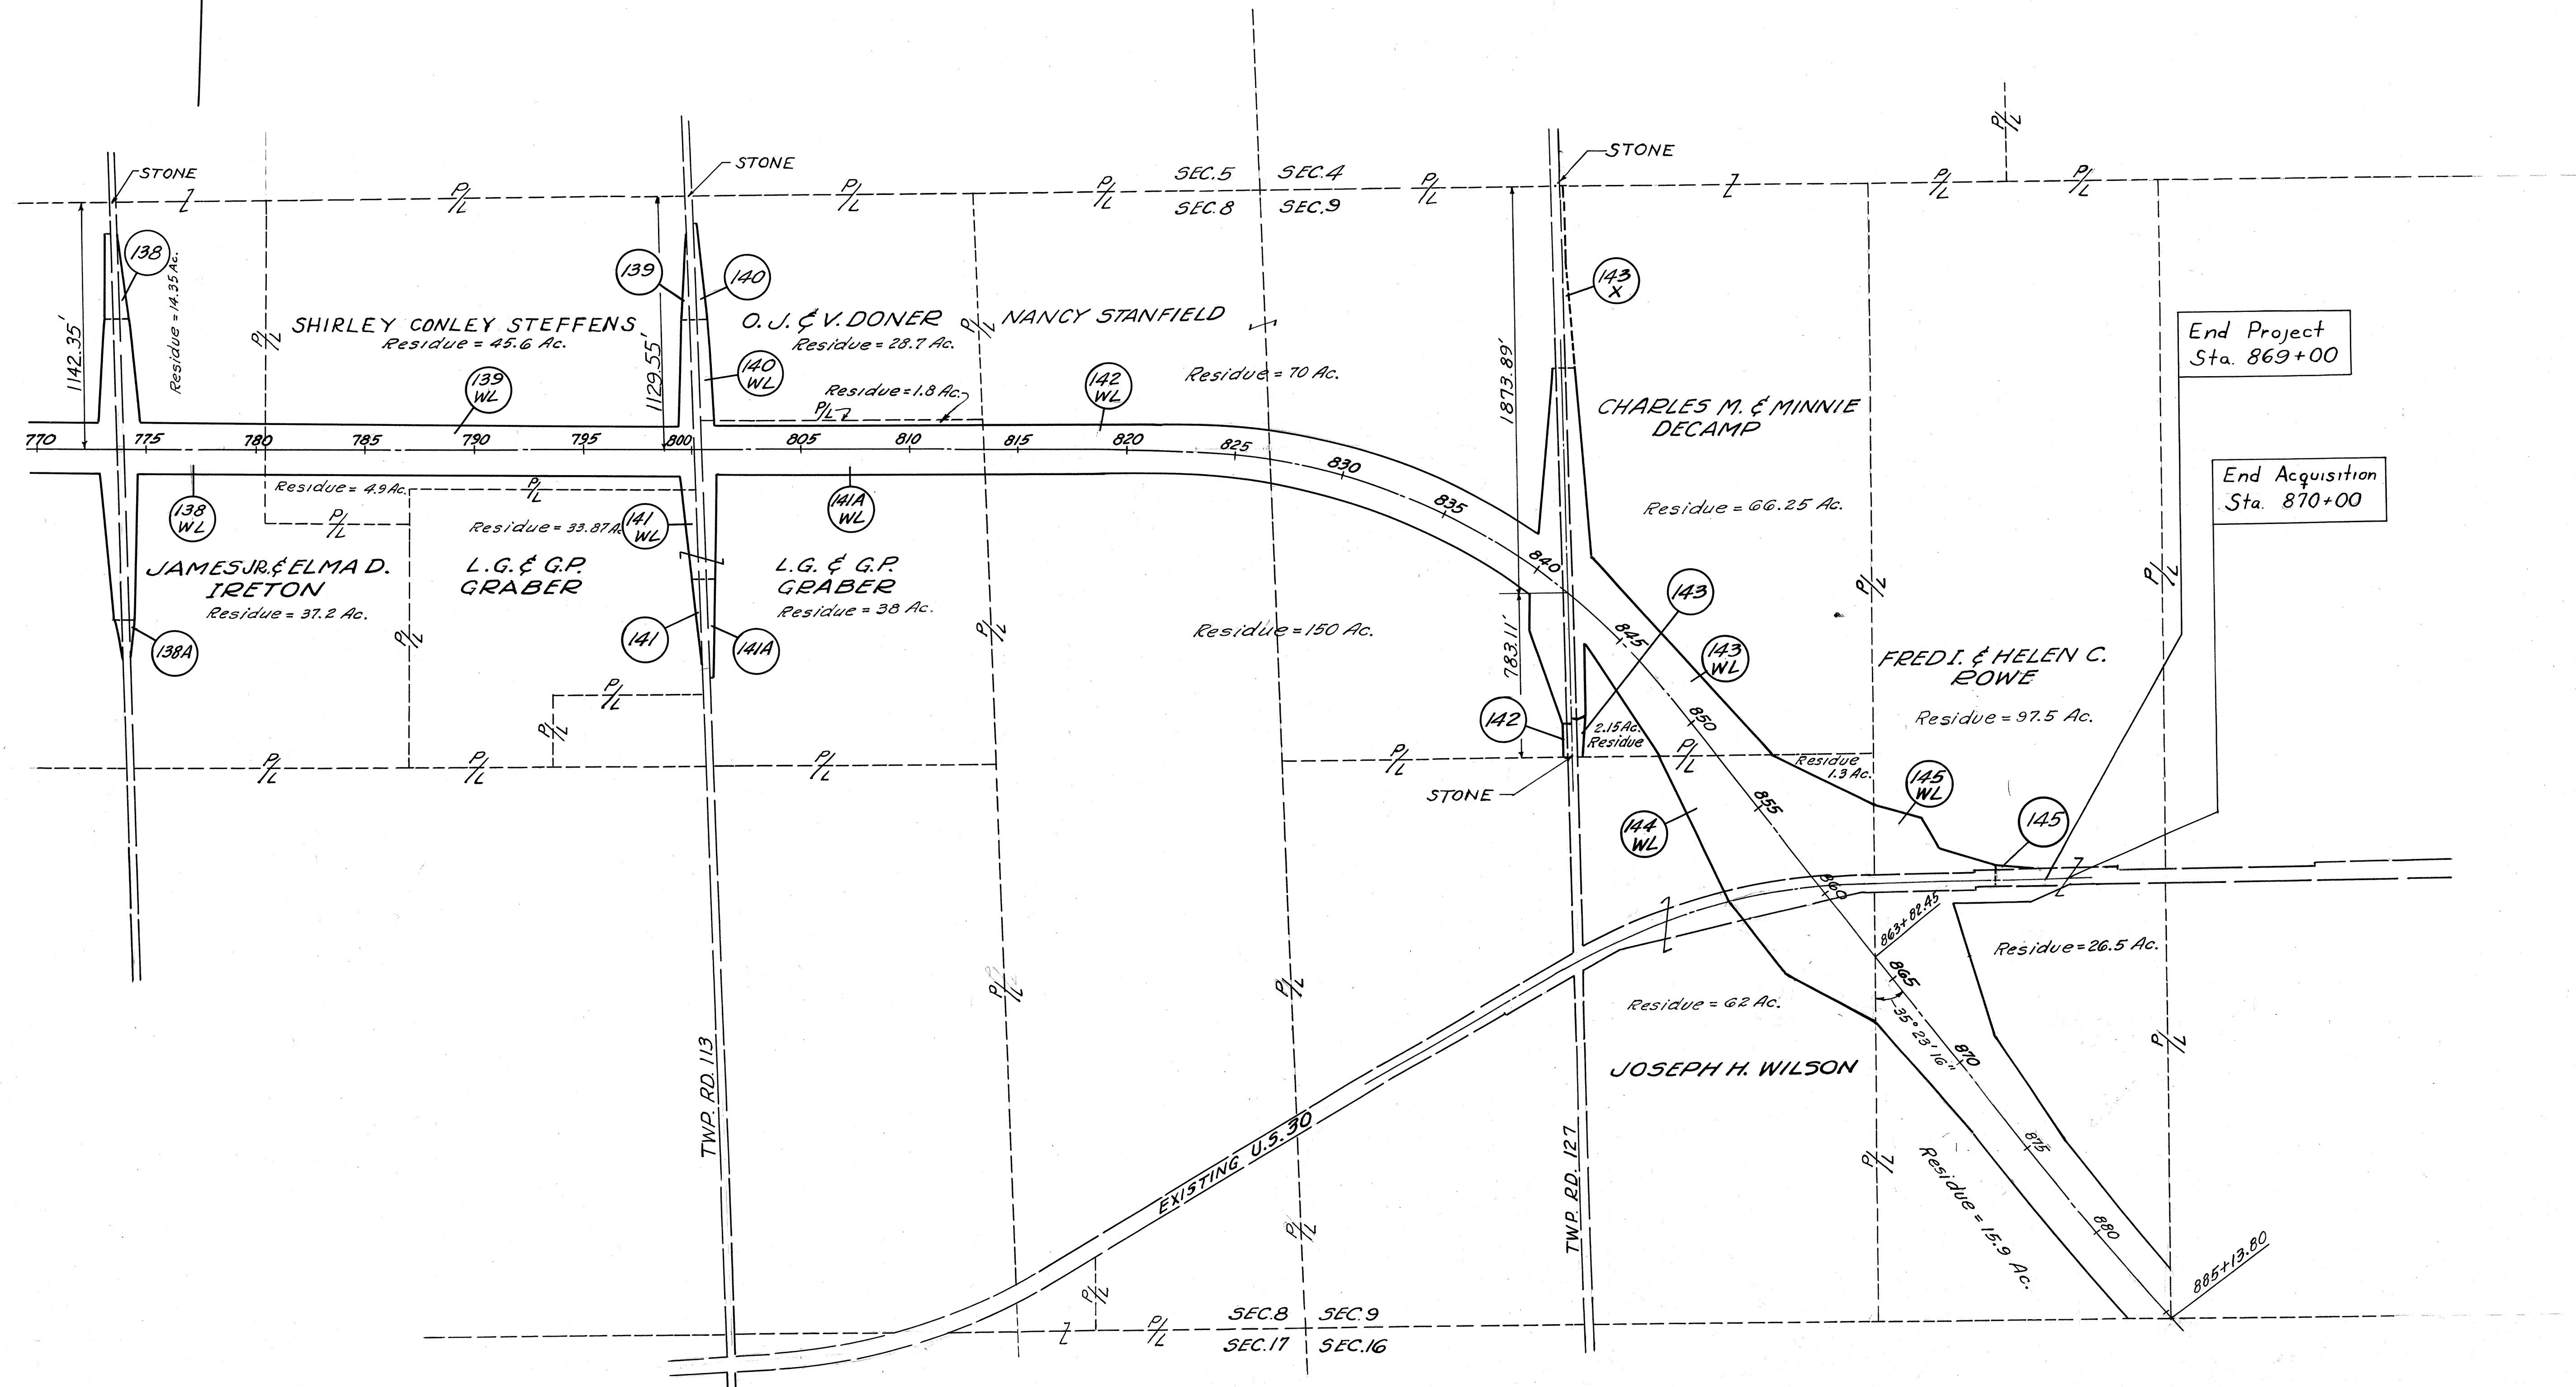 STONE
STONE
STONE
P/L
P/L
P/L
P/L
P/L
P/L
P/L
P/L
SEC.5 SEC.4
SEC.8 SEC.9
1142.35'
138
Residue = 14.35 Ac.
P/L
SHIRLEY CONLEY STEFFENS
Residue = 45.6 Ac.
139
WL
1129.55'
139
140
O. J. & V. DONER
Residue = 28.7 Ac.
140
WL
P/L
NANCY STANFIELD
Residue = 1.8 Ac.
P/L
142
WL
Residue = 70 Ac.
1873.89'
143
X
CHARLES M. & MINNIE
DECAMP
Residue = 66.25 Ac.
End Project
Sta. 869+00
End Acquisition
Sta. 870+00
770 775 780 785 790 795 800 805 810 815 820 825 830 835 840 845 850 855 860 865 870 875 880
138
WL
Residue = 4.9 Ac.
P/L
P/L
JAMES JR. & ELMA D.
IRETON
Residue = 37.2 Ac.
138A
P/L
Residue = 33.87 Ac
141
WL
L.G. & G.P.
GRABER
141
141A
WL
L.G. & G.P.
GRABER
Residue = 38 Ac.
141A
P/L
P/L
P/L
P/L
P/L
P/L
Residue = 150 Ac.
783.11'
142
143
143
WL
2.15 Ac.
Residue
P/L
P/L
STONE
P/L
P/L
FRED I. & HELEN C.
ROWE
Residue = 97.5 Ac.
Residue
1.3 Ac.
144
WL
145
WL
145
863+82.45
Residue = 26.5 Ac.
35° 23' 16"
Residue = 62 Ac.
JOSEPH H. WILSON
P/L
P/L
P/L
P/L
P/L
P/L
TWP. RD. 113
EXISTING U.S. 30
TWP. RD. 127
Residue = 15.9 Ac.
885+13.80
P/L
SEC.8 SEC.9
SEC.17 SEC.16